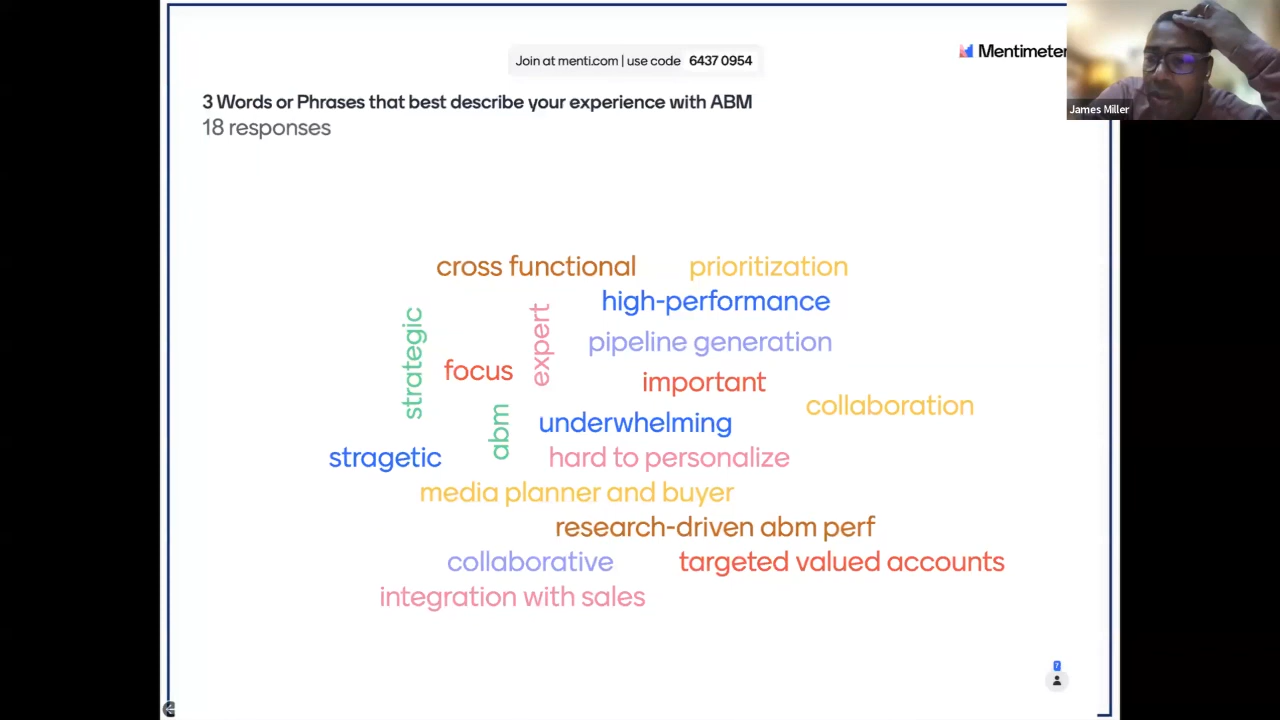 Join at menti.com | use code 6437 0954
Mentimeter
James Miller
3 Words or Phrases that best describe your experience with ABM
18 responses
cross functional
prioritization
high-performance
strategic
expert
pipeline generation
focus
important
collaboration
abm
underwhelming
stragetic
hard to personalize
media planner and buyer
research-driven abm perf
collaborative
targeted valued accounts
integration with sales
7